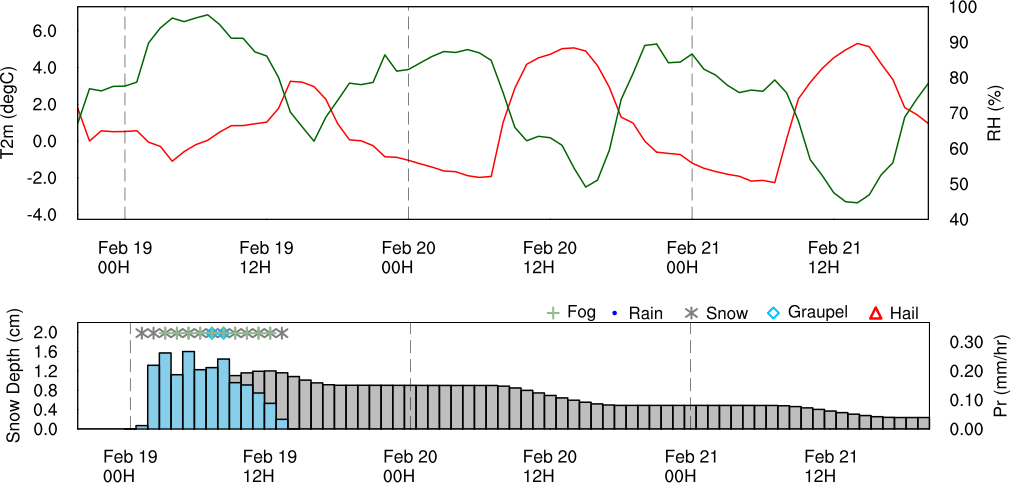 T2m (degC)
6.0
4.0
2.0
0.0
-2.0
-4.0
100
90
80
70
60
50
40
RH (%)
Feb 19 Feb 19 Feb 20 Feb 20 Feb 21 Feb 21
00H 12H 00H 12H 00H 12H
Fog Rain Snow Graupel Hail
Snow Depth (cm)
2.0
1.6
1.2
0.8
0.4
0.0
0.30
0.20
0.10
0.00
Pr (mm/hr)
Feb 19 Feb 19 Feb 20 Feb 20 Feb 21 Feb 21
00H 12H 00H 12H 00H 12H